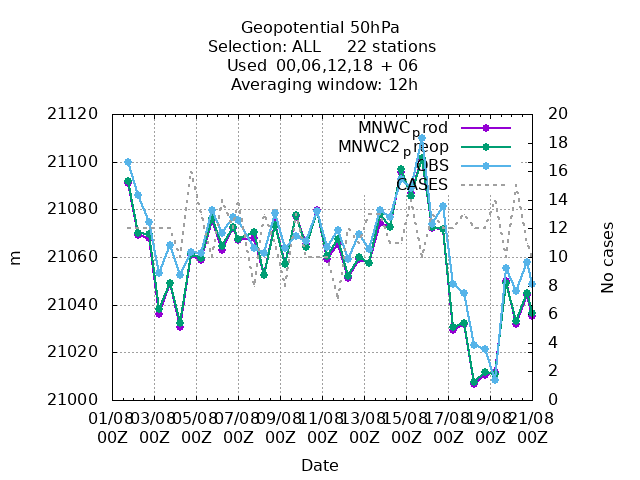 Geopotential 50hPa
Selection: ALL 22 stations
Used 00,06,12,18 + 06
Averaging window: 12h
MNWC_prod
MNWC2_preop
OBS
CASES
m
21120
21100
21080
21060
21040
21020
21000
20
18
16
14
12
10
8
6
4
2
0
No cases
01/08 03/08 05/08 07/08 09/08 11/08 13/08 15/08 17/08 19/08 21/08
00Z 00Z 00Z 00Z 00Z 00Z 00Z 00Z 00Z 00Z 00Z
Date